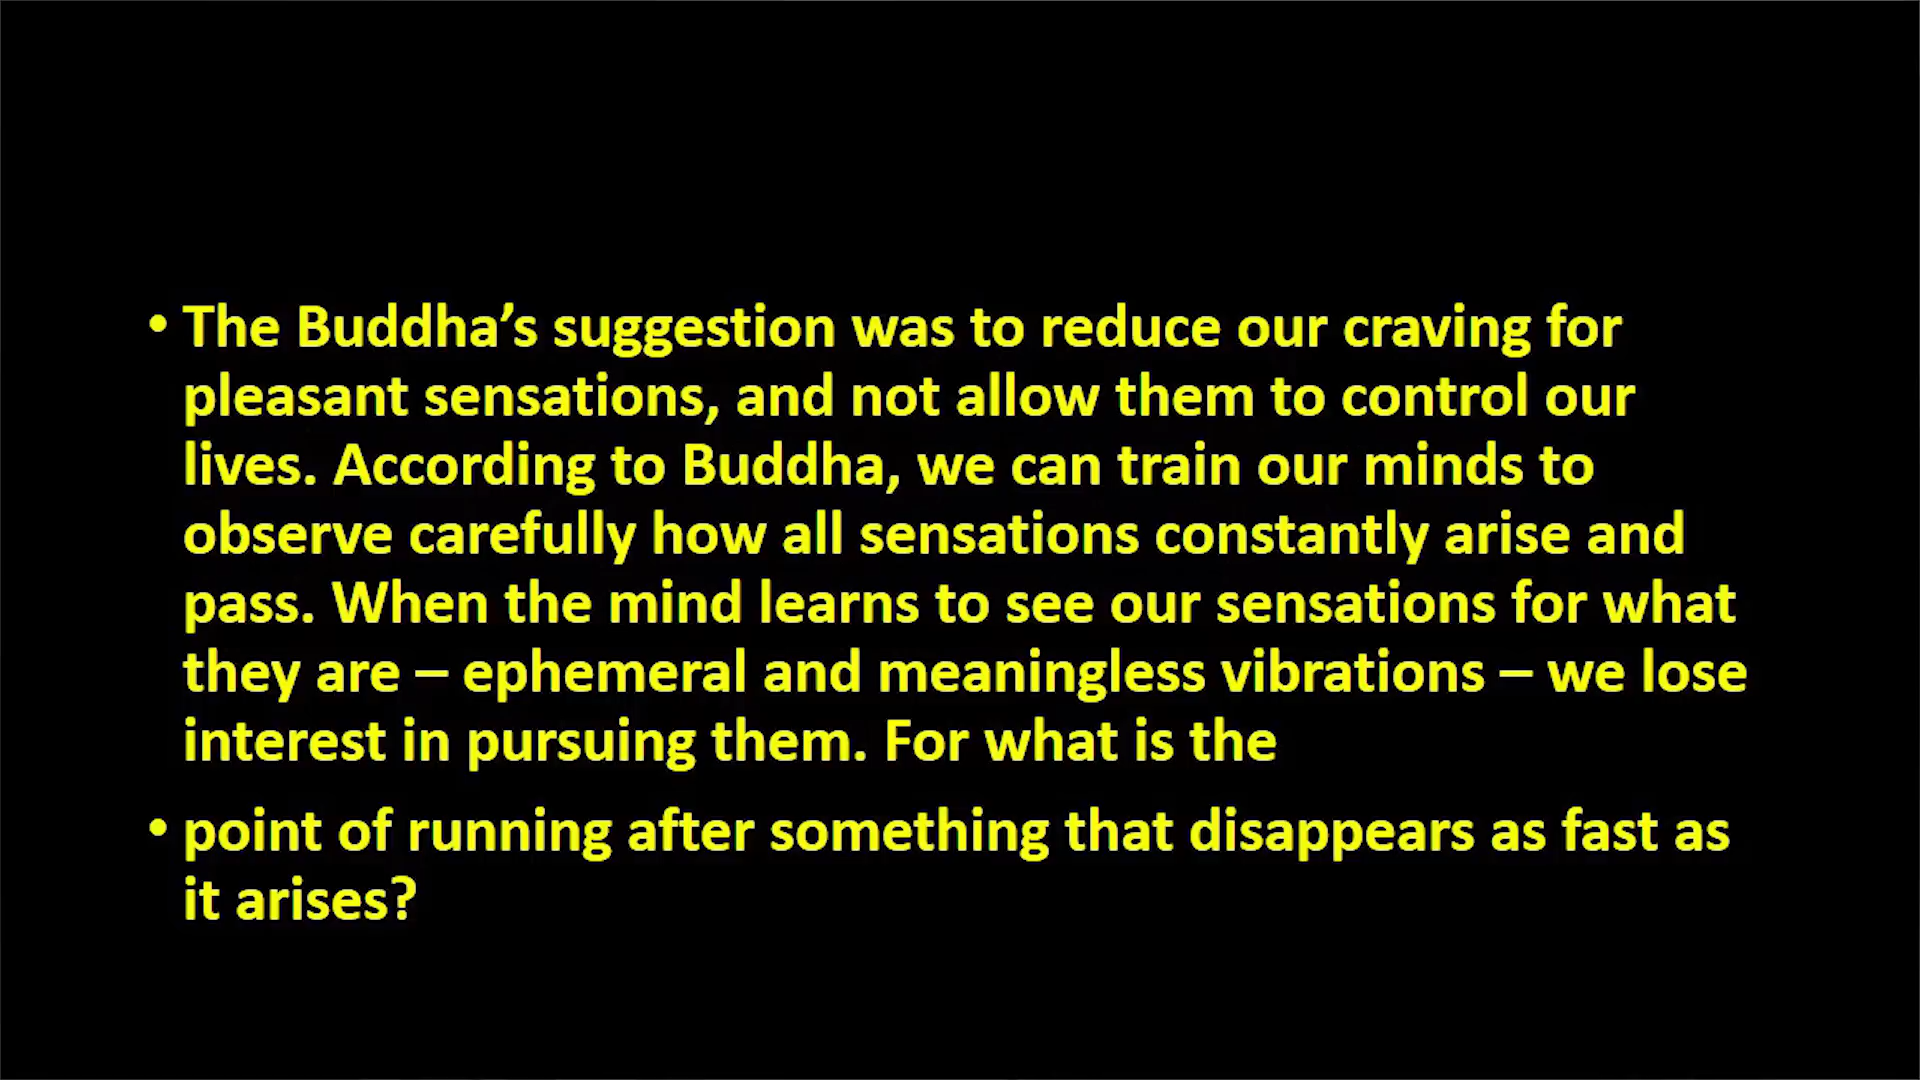 • The Buddha’s suggestion was to reduce our craving for
pleasant sensations, and not allow them to control our
lives. According to Buddha, we can train our minds to
observe carefully how all sensations constantly arise and
pass. When the mind learns to see our sensations for what
they are – ephemeral and meaningless vibrations – we lose
interest in pursuing them. For what is the
• point of running after something that disappears as fast as
it arises?